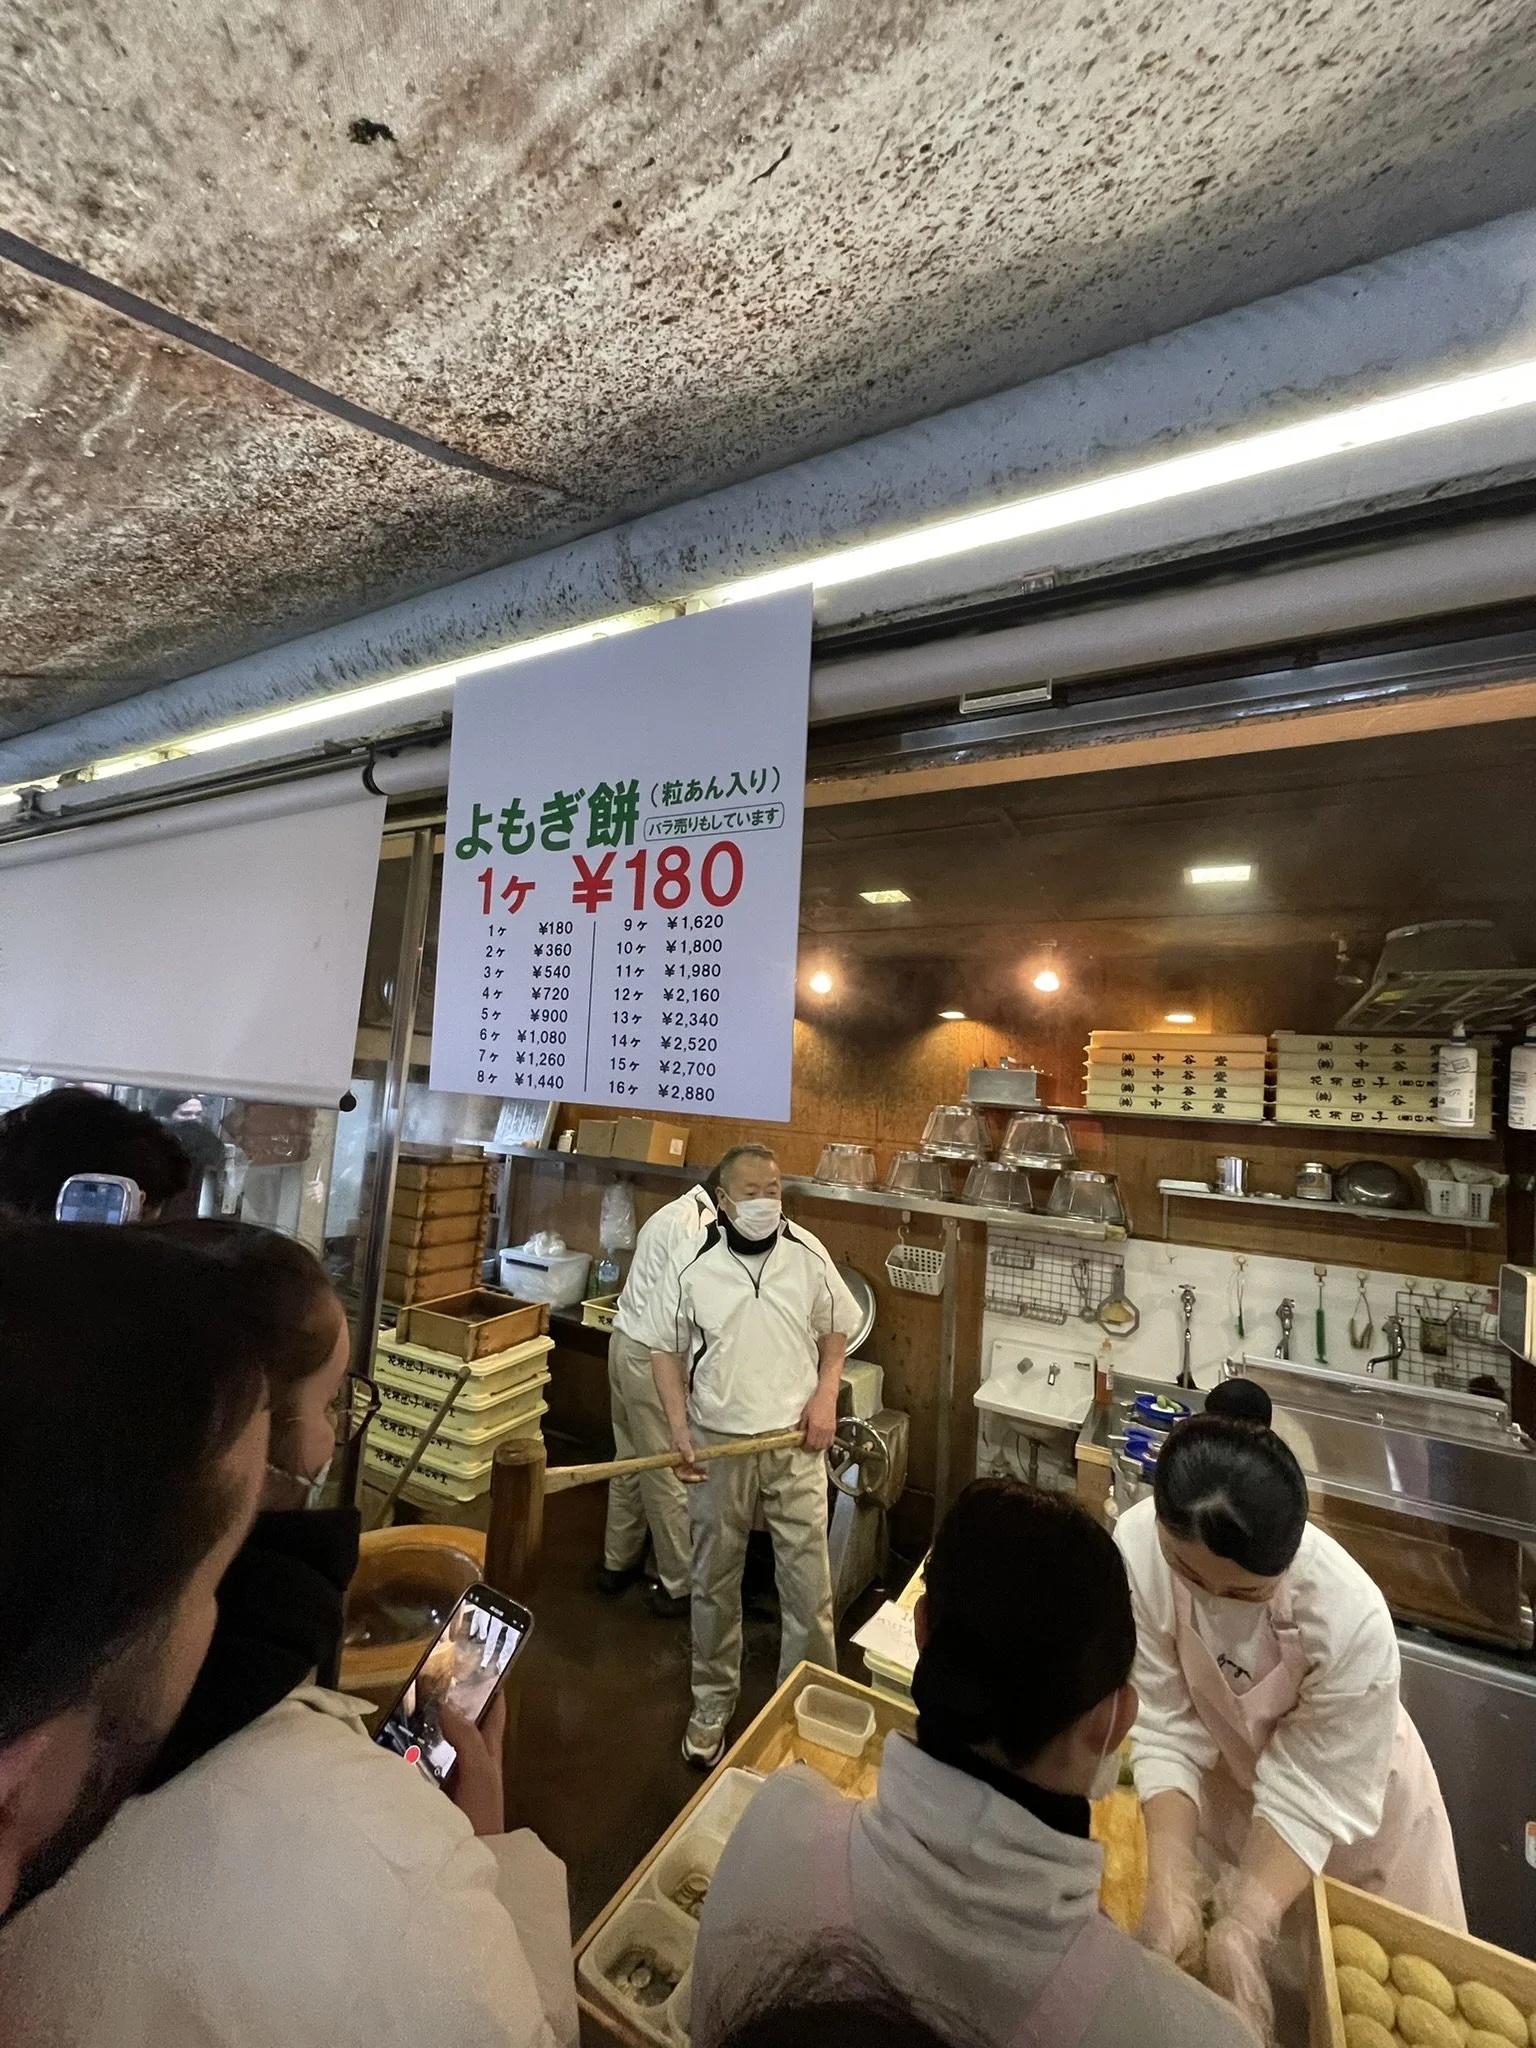 よもぎ餅(粒あん入り)
バラ売りもしています
1ヶ ¥180
1ヶ ¥180
2ヶ ¥360
3ヶ ¥540
4ヶ ¥720
5ヶ ¥900
6ヶ ¥1,080
7ヶ ¥1,260
8ヶ ¥1,440
9ヶ ¥1,620
10ヶ ¥1,800
11ヶ ¥1,980
12ヶ ¥2,160
13ヶ ¥2,340
14ヶ ¥2,520
15ヶ ¥2,700
16ヶ ¥2,880
中谷堂
中谷堂
中谷堂
中谷堂